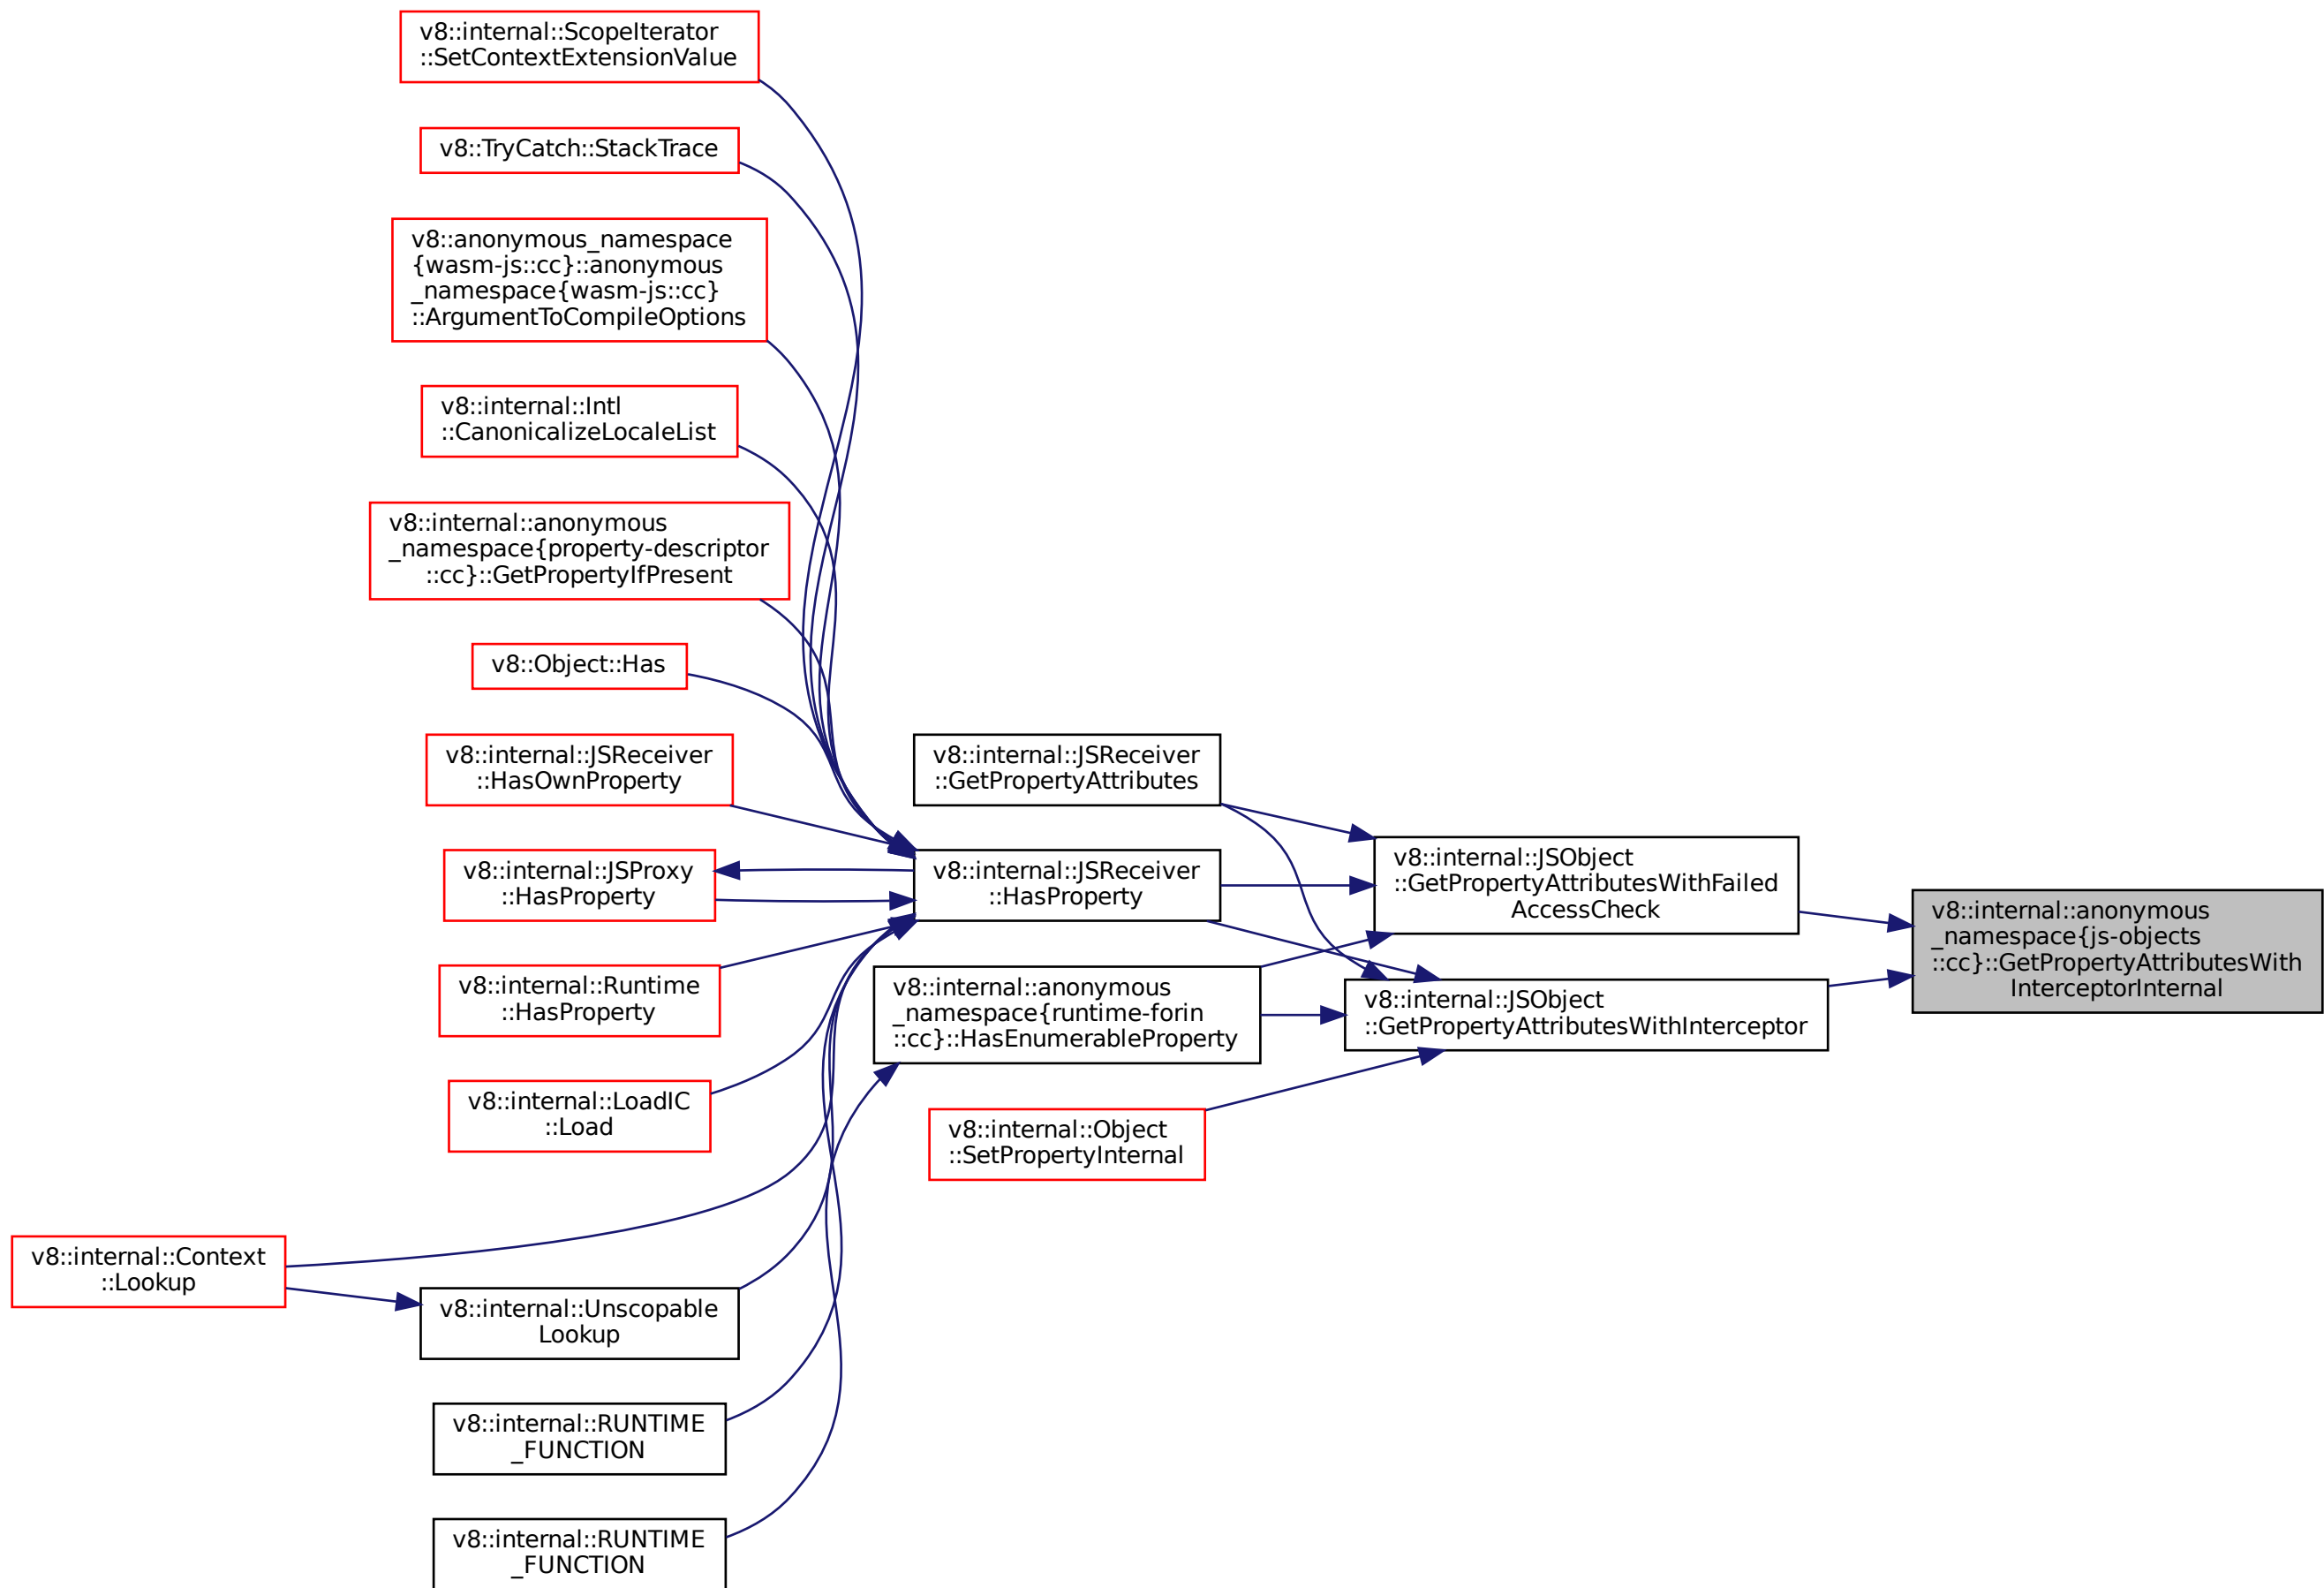 v8::internal::ScopeIterator
::SetContextExtensionValue
v8::TryCatch::StackTrace
v8::anonymous_namespace
{wasm-js::cc}::anonymous
_namespace{wasm-js::cc}
::ArgumentToCompileOptions
v8::internal::Intl
::CanonicalizeLocaleList
v8::internal::anonymous
_namespace{property-descriptor
::cc}::GetPropertyIfPresent
v8::Object::Has
v8::internal::JSReceiver
::HasOwnProperty
v8::internal::JSProxy
::HasProperty
v8::internal::Runtime
::HasProperty
v8::internal::LoadIC
::Load
v8::internal::Context
::Lookup
v8::internal::Unscopable
Lookup
v8::internal::RUNTIME
_FUNCTION
v8::internal::RUNTIME
_FUNCTION
v8::internal::JSReceiver
::GetPropertyAttributes
v8::internal::JSReceiver
::HasProperty
v8::internal::anonymous
_namespace{runtime-forin
::cc}::HasEnumerableProperty
v8::internal::Object
::SetPropertyInternal
v8::internal::JSObject
::GetPropertyAttributesWithFailed
AccessCheck
v8::internal::JSObject
::GetPropertyAttributesWithInterceptor
v8::internal::anonymous
_namespace{js-objects
::cc}::GetPropertyAttributesWith
InterceptorInternal